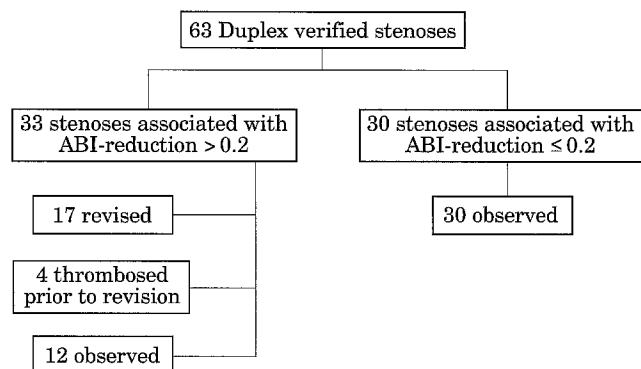 63 Duplex verified stenoses
33 stenoses associated with
ABI-reduction > 0.2
30 stenoses associated with
ABI-reduction ≤ 0.2
17 revised
30 observed
4 thrombosed
prior to revision
12 observed